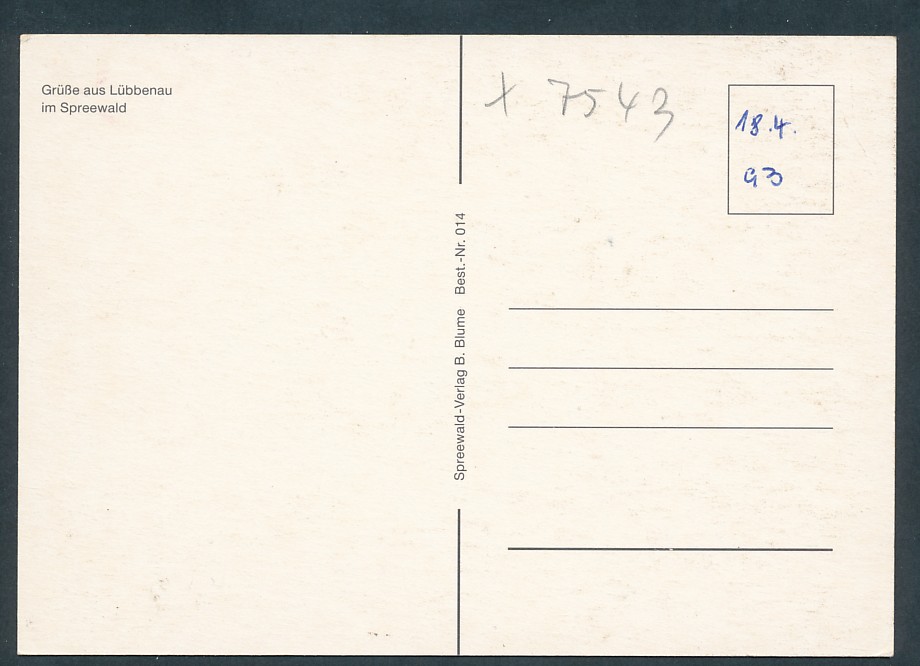 Grüße aus Lübbenau
im Spreewald
Spreewald-Verlag B. Blume Best.-Nr. 014
+ 7543
18.4.
93